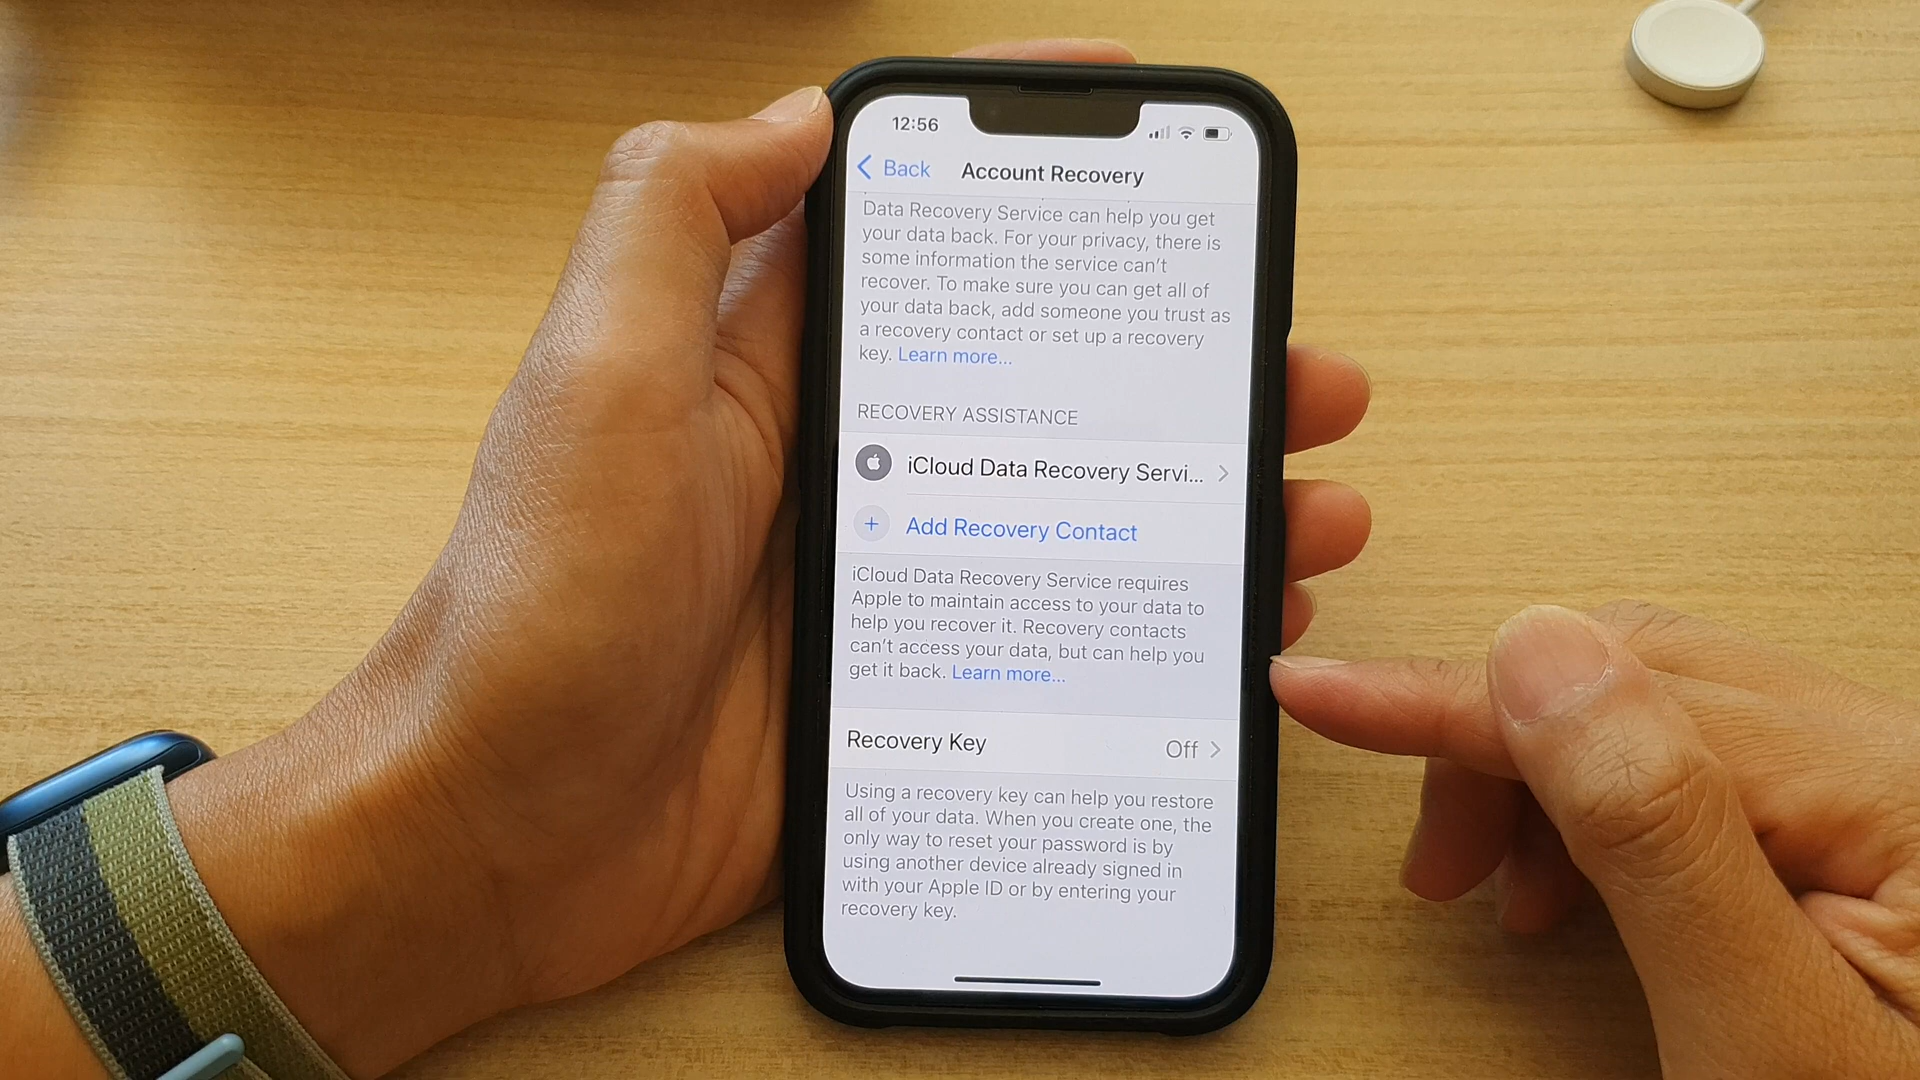 12:56
Back
Account Recovery
Data Recovery Service can help you get
your data back. For your privacy, there is
some information the service can't
recover. To make sure you can get all of
your data back, add someone you trust as
a recovery contact or set up a recovery
key. Learn more...
RECOVERY ASSISTANCE
iCloud Data Recovery Servi...
Add Recovery Contact
iCloud Data Recovery Service requires
Apple to maintain access to your data to
help you recover it. Recovery contacts
can't access your data, but can help you
get it back. Learn more...
Recovery Key Off
Using a recovery key can help you restore
all of your data. When you create one, the
only way to reset your password is by
using another device already signed in
with your Apple ID or by entering your
recovery key.